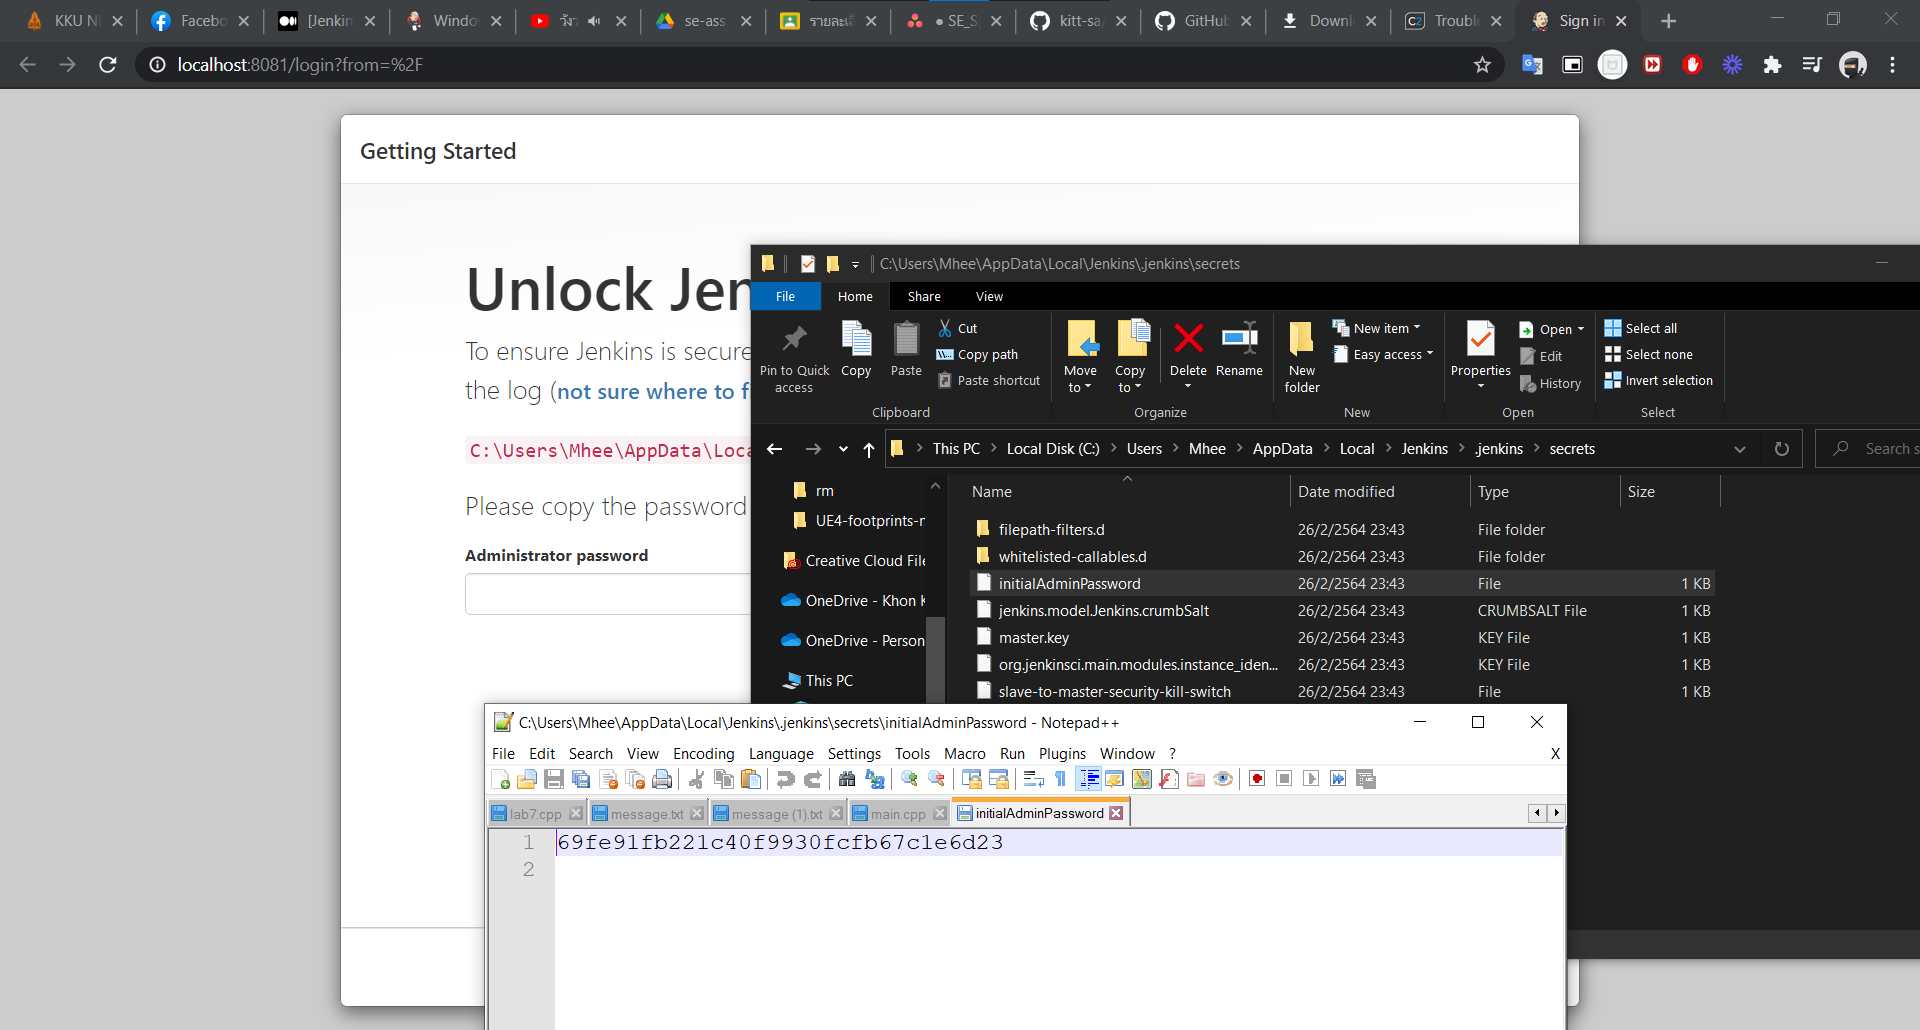 KKU N
Facebo
[Jenkin
Windo
se-ass
SE_S
kitt-sa
GitHub
Downl
Troubl
Sign in
localhost:8081/login?from=%2F
Getting Started
Unlock Jen
To ensure Jenkins is secure
the log (not sure where to f
C:\Users\Mhee\AppData\Loca
Please copy the password
Administrator password
C:\Users\Mhee\AppData\Local\Jenkins\.jenkins\secrets
File Home Share View
Pin to Quick access
Copy
Paste
Cut
Copy path
Paste shortcut
Move to
Copy to
Delete
Rename
New folder
New item
Easy access
Properties
Open
Edit
History
Select all
Select none
Invert selection
Clipboard Organize New Open Select
This PC Local Disk (C:) Users Mhee AppData Local Jenkins .jenkins secrets
Search s
rm
UE4-footprints-m
Creative Cloud File
OneDrive - Khon K
OneDrive - Person
This PC
Name Date modified Type Size
filepath-filters.d 26/2/2564 23:43 File folder
whitelisted-callables.d 26/2/2564 23:43 File folder
initialAdminPassword 26/2/2564 23:43 File 1 KB
jenkins.model.Jenkins.crumbSalt 26/2/2564 23:43 CRUMBSALT File 1 KB
master.key 26/2/2564 23:43 KEY File 1 KB
org.jenkinsci.main.modules.instance_iden... 26/2/2564 23:43 KEY File 1 KB
slave-to-master-security-kill-switch 26/2/2564 23:43 File 1 KB
C:\Users\Mhee\AppData\Local\Jenkins\.jenkins\secrets\initialAdminPassword - Notepad++
File Edit Search View Encoding Language Settings Tools Macro Run Plugins Window ? X
lab7.cpp message.txt message (1).txt main.cpp initialAdminPassword
1 69fe91fb221c40f9930fcfb67c1e6d23
2